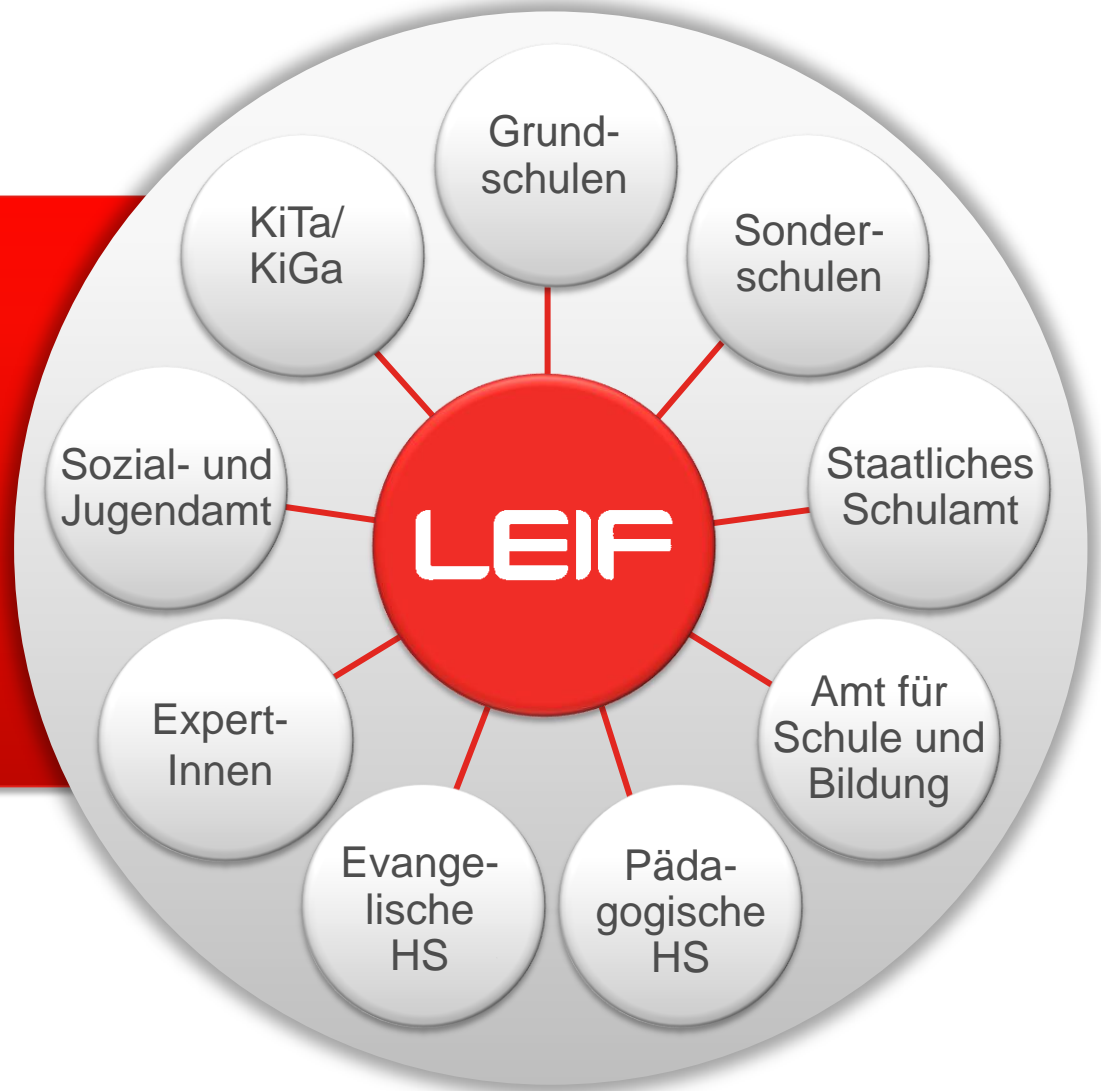 Grund-
schulen
KiTa/
KiGa
Sonder-
schulen
Sozial- und
Jugendamt
Staatliches
Schulamt
LEIF
Expert-
Innen
Amt für
Schule und
Bildung
Evange-
lische
HS
Päda-
gogische
HS